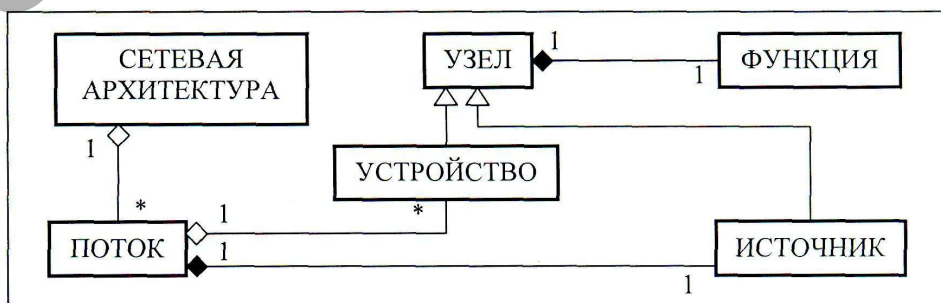 СЕТЕВАЯ
АРХИТЕКТУРА
УЗЕЛ
1
1
ФУНКЦИЯ
1
*
УСТРОЙСТВО
*
1
ПОТОК
1
1
ИСТОЧНИК